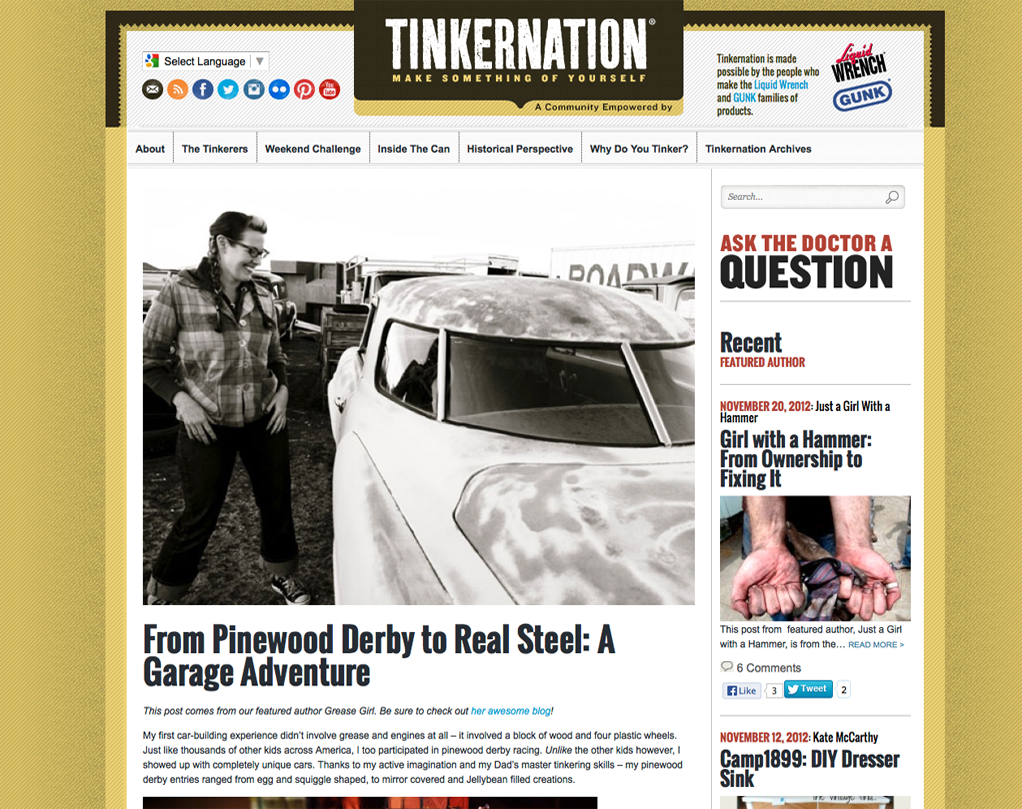 TINKERNATION®
MAKE SOMETHING OF YOURSELF
A Community Empowered by
Select Language ▼
You
Tube
Tinkernation is made
possible by the people who
make the Liquid Wrench
and GUNK families of
products.
Liquid
WRENCH
GUNK
About
The Tinkerers
Weekend Challenge
Inside The Can
Historical Perspective
Why Do You Tinker?
Tinkernation Archives
ROADW
From Pinewood Derby to Real Steel: A
Garage Adventure
This post comes from our featured author Grease Girl. Be sure to check out her awesome blog!
My first car-building experience didn't involve grease and engines at all – it involved a block of wood and four plastic wheels.
Just like thousands of other kids across America, I too participated in pinewood derby racing. Unlike the other kids however, I
showed up with completely unique cars. Thanks to my active imagination and my Dad's master tinkering skills – my pinewood
derby entries ranged from egg and squiggle shaped, to mirror covered and Jellybean filled creations.
Search...
ASK THE DOCTOR A
QUESTION
Recent
FEATURED AUTHOR
NOVEMBER 20, 2012: Just a Girl With a
Hammer
Girl with a Hammer:
From Ownership to
Fixing It
This post from featured author, Just a Girl
with a Hammer, is from the... READ MORE >
6 Comments
Like 3 Tweet 2
NOVEMBER 12, 2012: Kate McCarthy
Camp1899: DIY Dresser
Sink